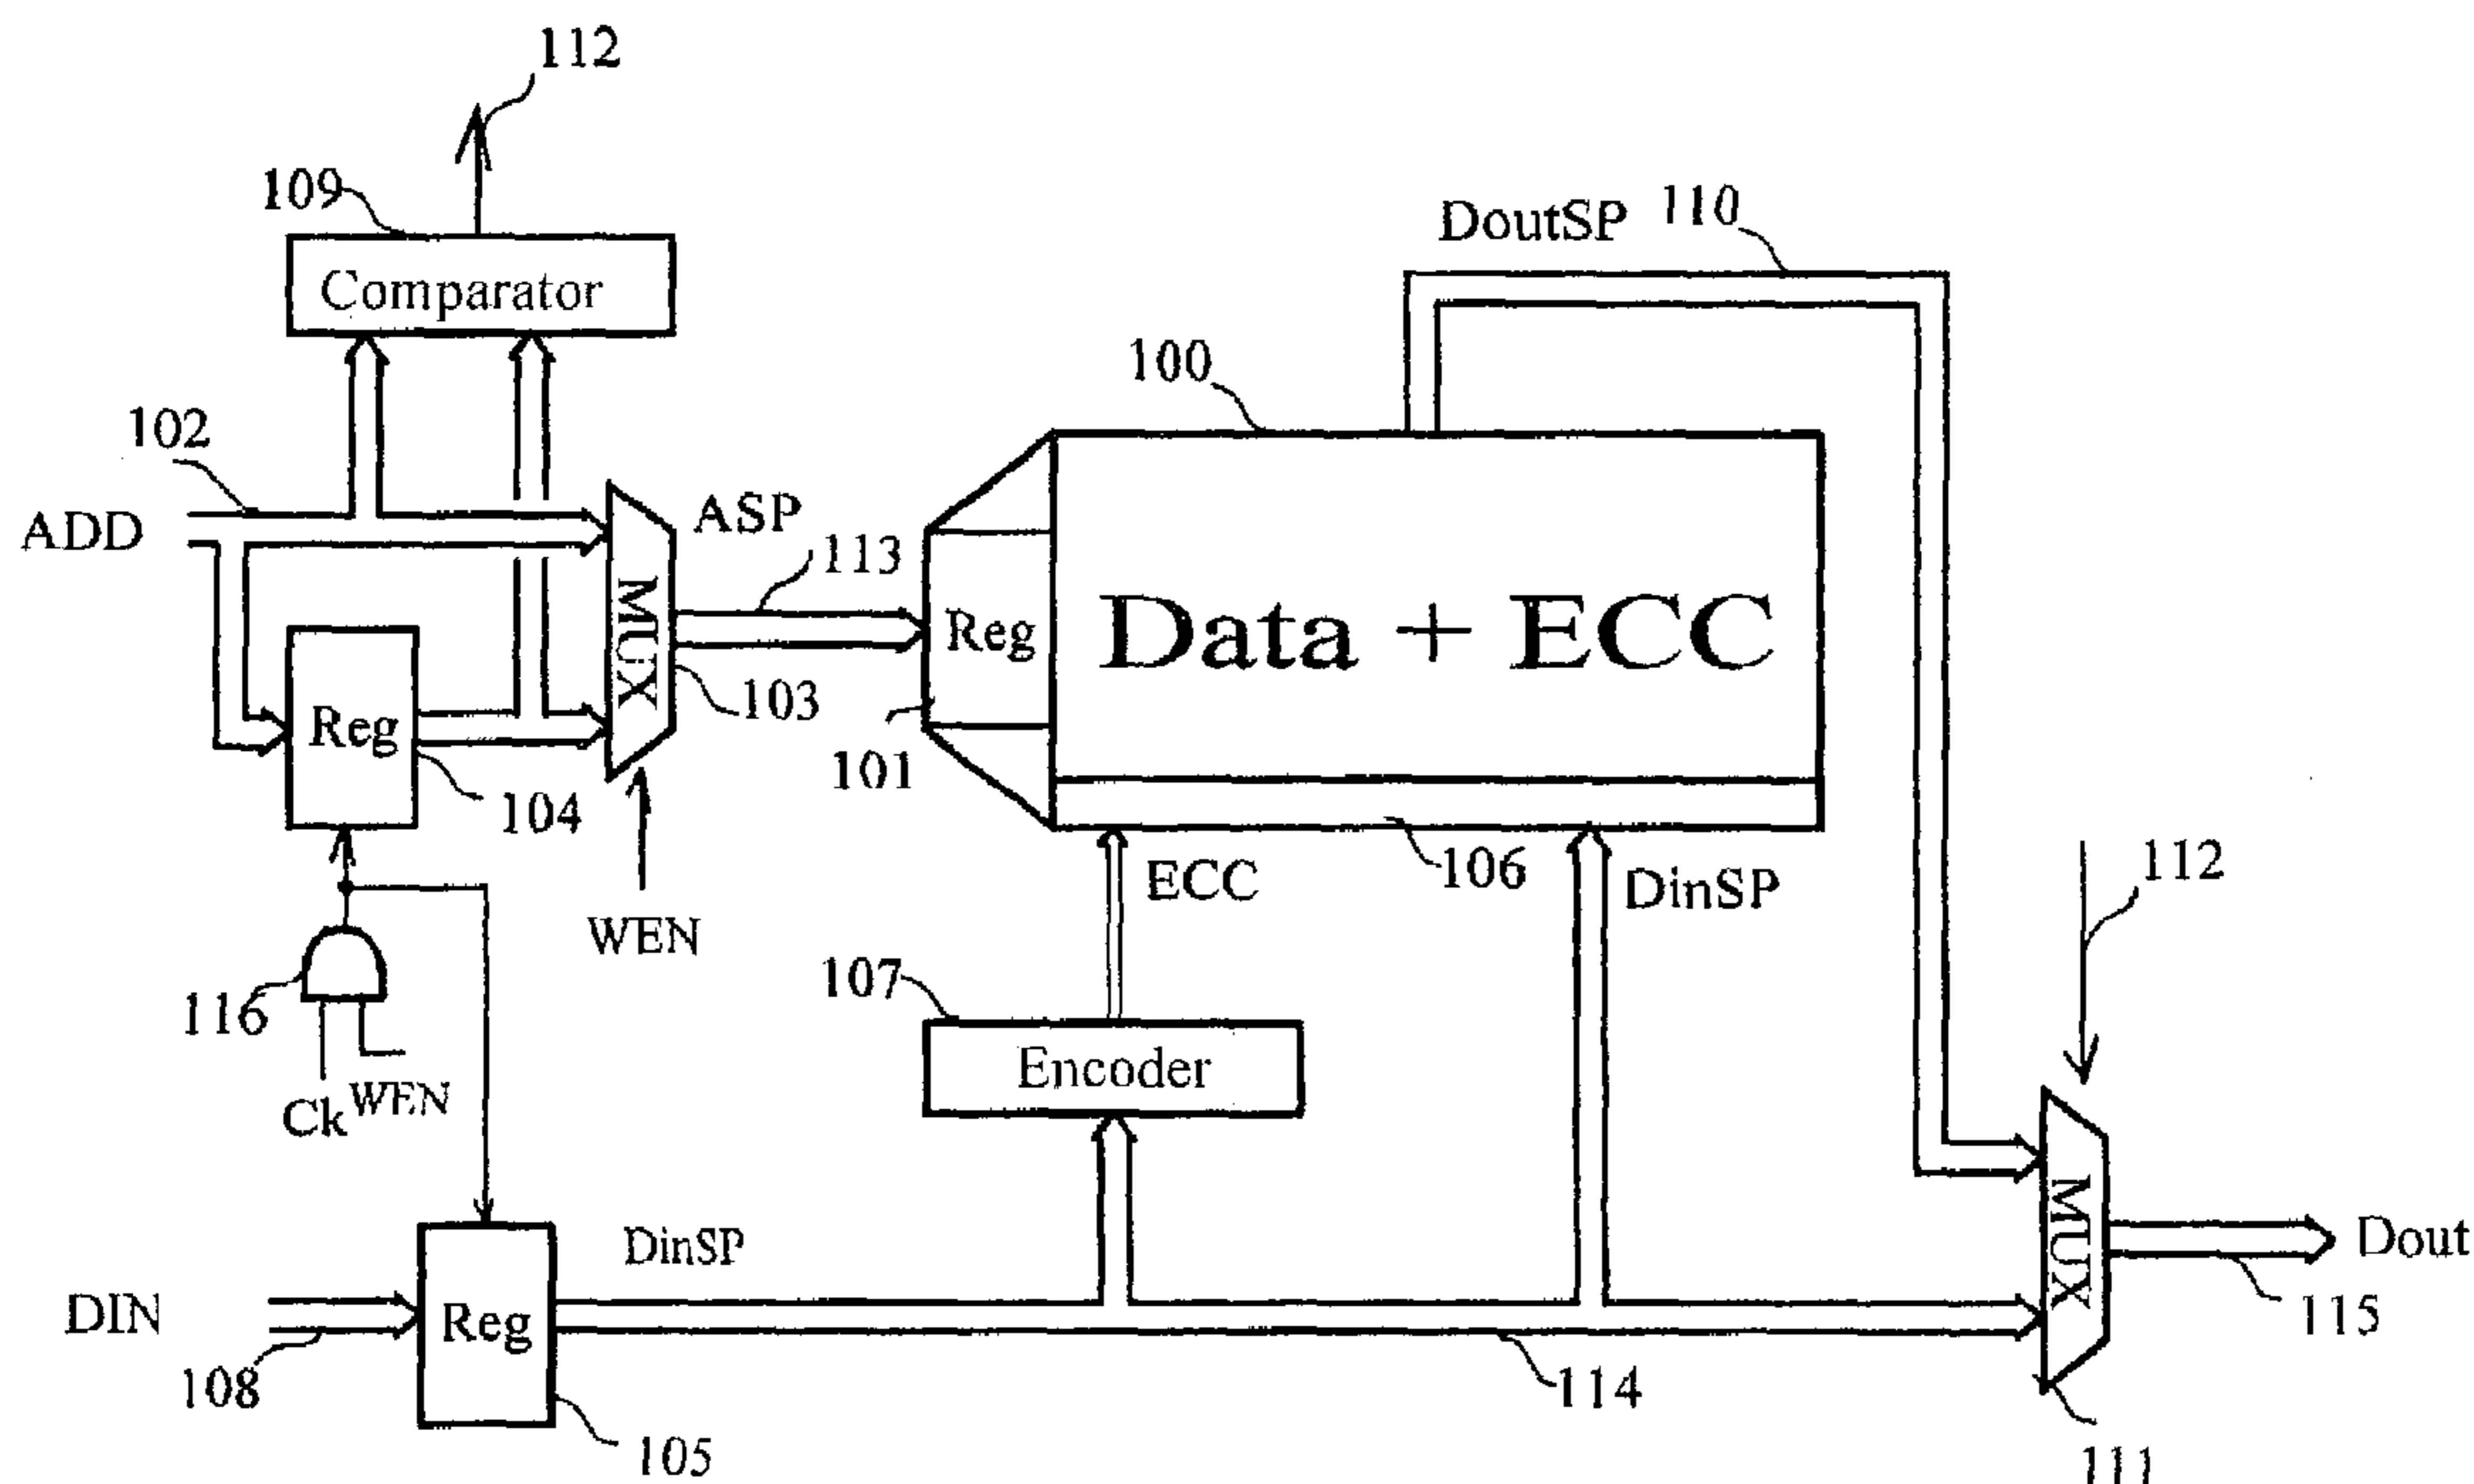 112
109
Comparator
DoutSP 110
100
102
ADD
ASP
113
MUX
103
Reg
101
Data + ECC
Reg
104
WEN
ECC
106
DinSP
112
116
Ck WEN
107
Encoder
DIN
108
Reg
DinSP
105
114
MUX
Dout
115
111